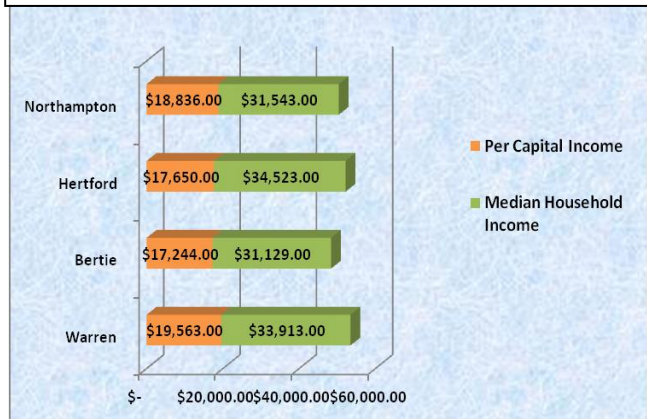 Northampton
$18,836.00
$31,543.00
Hertford
$17,650.00
$34,523.00
Bertie
$17,244.00
$31,129.00
Warren
$19,563.00
$33,913.00
$-
$20,000.00
$40,000.00
$60,000.00
Per Capital Income
Median Household
Income